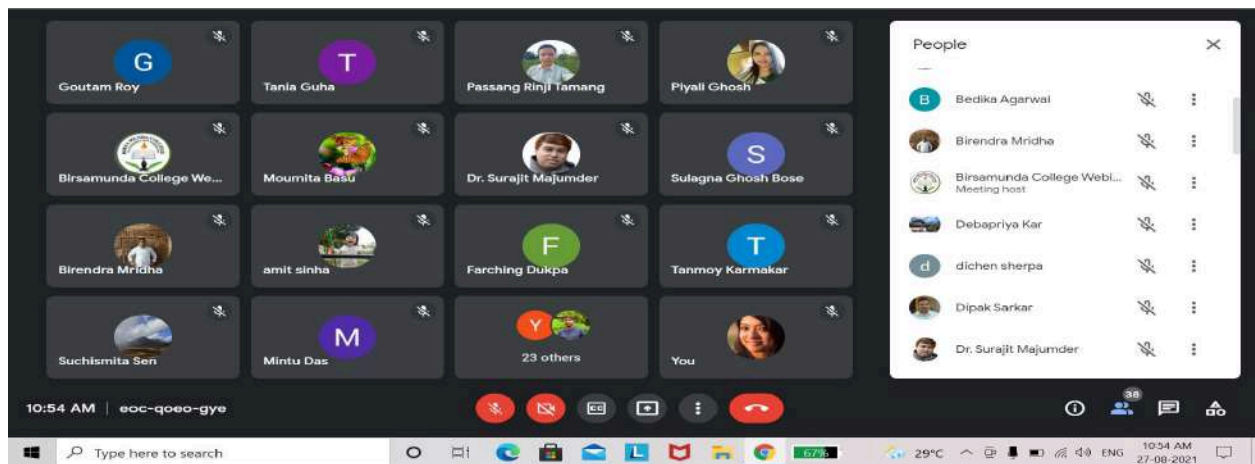 G
Goutam Roy
T
Tania Guha
Passang Rinji Tamang
Piyali Ghosh
Birsamunda College We...
Moumita Basu
Dr. Surajit Majumder
S
Sulagna Ghosh Bose
Birendra Mridha
amit sinha
F
Farching Dukpa
T
Tanmoy Karmakar
Suchismita Sen
M
Mintu Das
Y
23 others
You
People
B
Bedika Agarwal
Birendra Mridha
Birsamunda College Webi...
Meeting host
Debapriya Kar
d
dichen sherpa
Dipak Sarkar
Dr. Surajit Majumder
10:54 AM | eoc-qoeo-gye
CC
38
Type here to search
L
67%
29°C
ENG
10:54 AM
27-08-2021